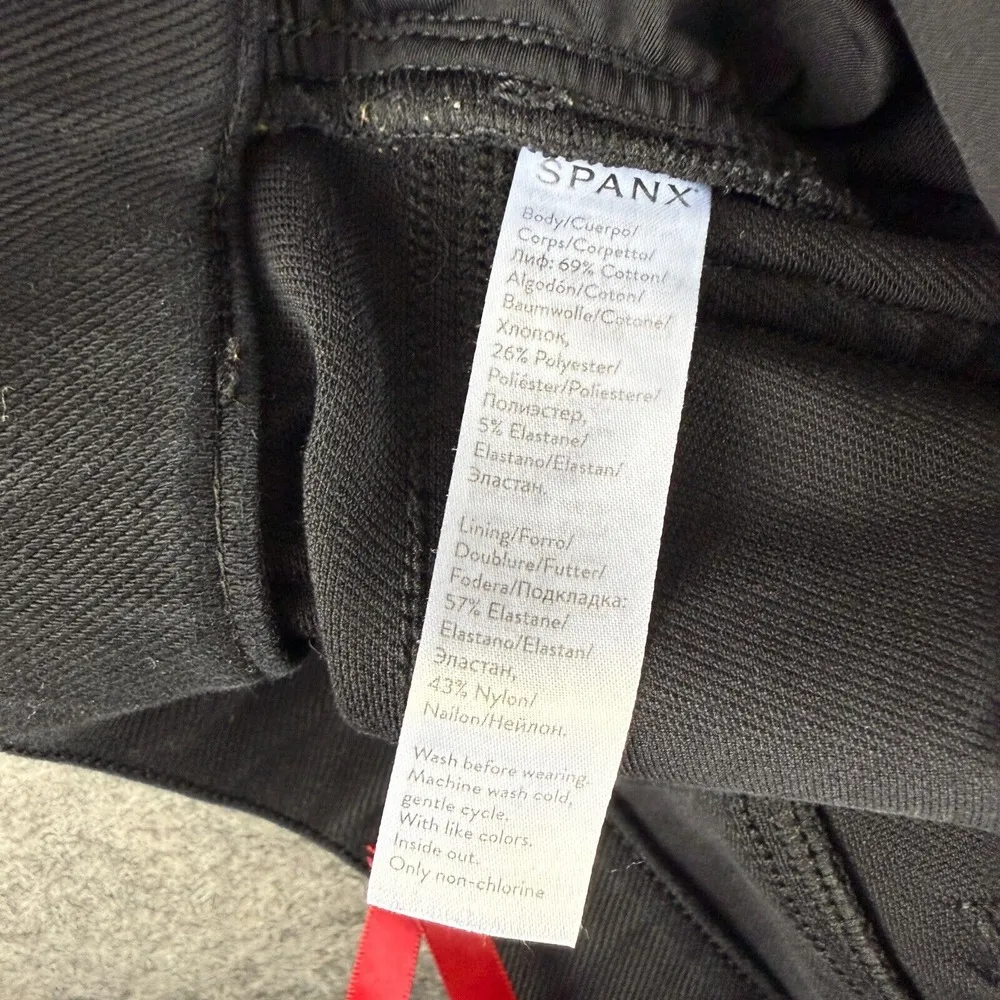 SPANX
Body/Cuerpo/
Corps/Corpetto/
Лиф: 69% Cotton/
Algodón/Coton/
Baumwolle/Cotone/
Хлопок,
26% Polyester/
Poliéster/Poliestere/
Полиэстер,
5% Elastane/
Elastano/Elastan/
Эластан.
Lining/Forro/
Doublure/Futter/
Fodera/Подкладка:
57% Elastane/
Elastano/Elastan/
Эластан,
43% Nylon/
Nailon/Нейлон.
Wash before wearing.
Machine wash cold,
gentle cycle.
With like colors.
Inside out.
Only non-chlorine